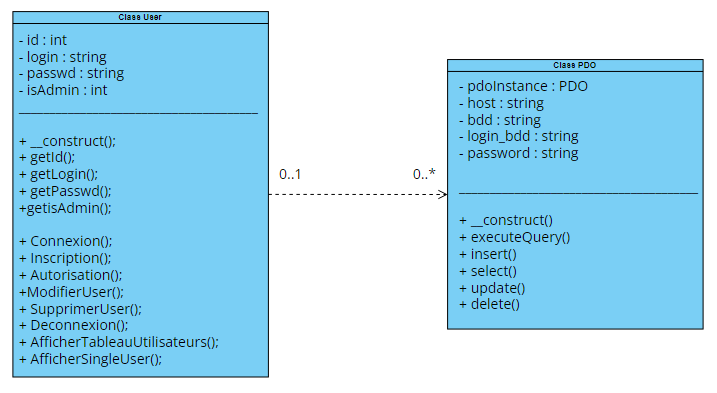 Class User
- id : int
- login : string
- passwd : string
- isAdmin : int
+ __construct();
+ getId();
+ getLogin();
+ getPasswd();
+getisAdmin();
+ Connexion();
+ Inscription();
+ Autorisation();
+ModifierUser();
+ SupprimerUser();
+ Deconnexion();
+ AfficherTableauUtilisateurs();
+ AfficherSingleUser();
0..1
0..*
Class PDO
- pdoInstance : PDO
- host : string
- bdd : string
- login_bdd : string
- password : string
+ __construct()
+ executeQuery()
+ insert()
+ select()
+ update()
+ delete()